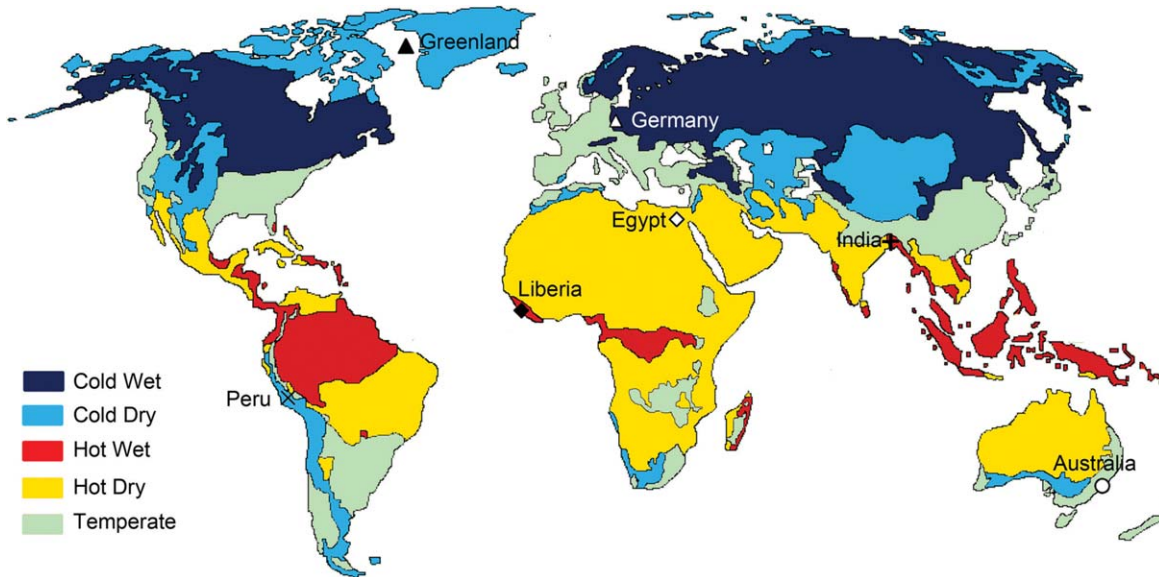 Greenland
Germany
Egypt
India
Liberia
Peru
Australia
Cold Wet
Cold Dry
Hot Wet
Hot Dry
Temperate